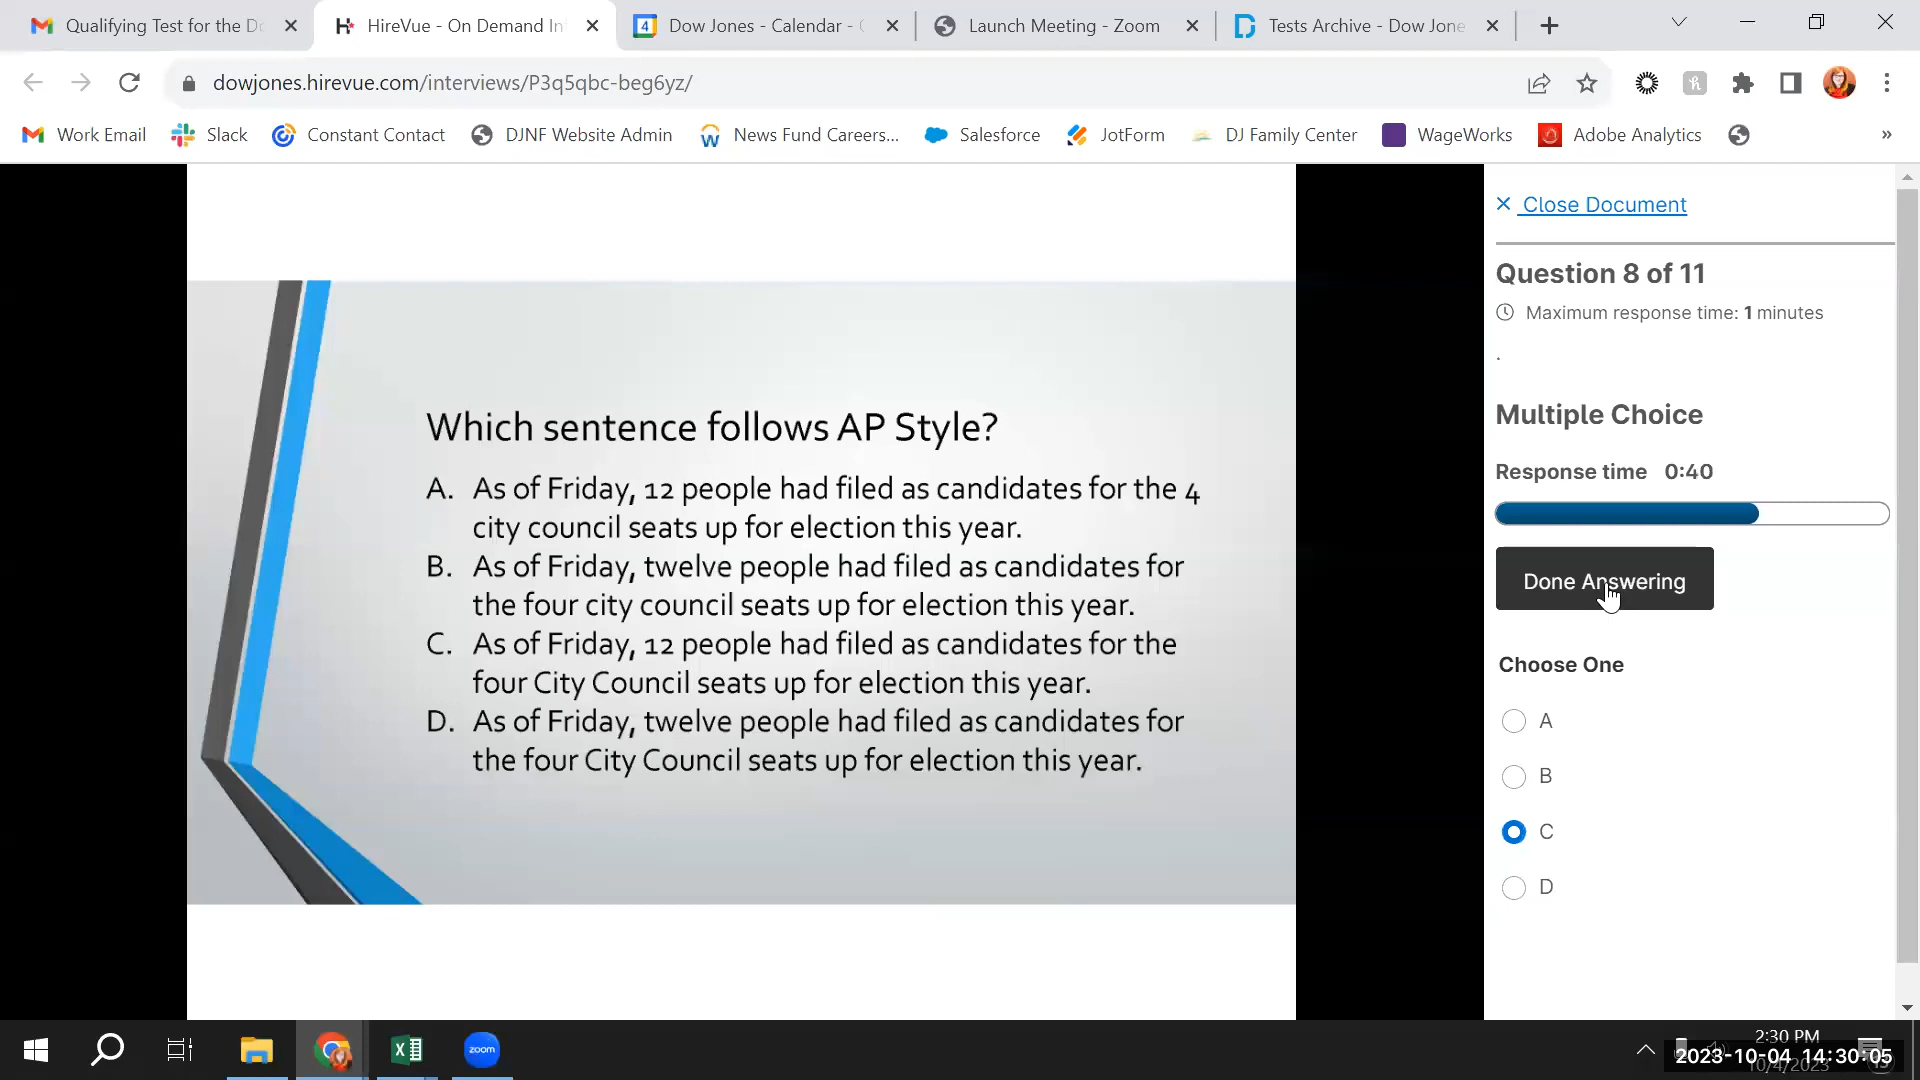 Qualifying Test for the Do
HireVue - On Demand In
Dow Jones - Calendar - C
Launch Meeting - Zoom
Tests Archive - Dow Jone
dowjones.hirevue.com/interviews/P3q5qbc-beg6yz/
Work Email
Slack
Constant Contact
DJNF Website Admin
News Fund Careers...
Salesforce
JotForm
DJ Family Center
WageWorks
Adobe Analytics
»
Which sentence follows AP Style?
A. As of Friday, 12 people had filed as candidates for the 4
city council seats up for election this year.
B. As of Friday, twelve people had filed as candidates for
the four city council seats up for election this year.
C. As of Friday, 12 people had filed as candidates for the
four City Council seats up for election this year.
D. As of Friday, twelve people had filed as candidates for
the four City Council seats up for election this year.
Close Document
Question 8 of 11
Maximum response time: 1 minutes
.
Multiple Choice
Response time 0:40
Done Answering
Choose One
A
B
C
D
zoom
2:30 PM
2023-10-04 14:30:05
10/4/2023